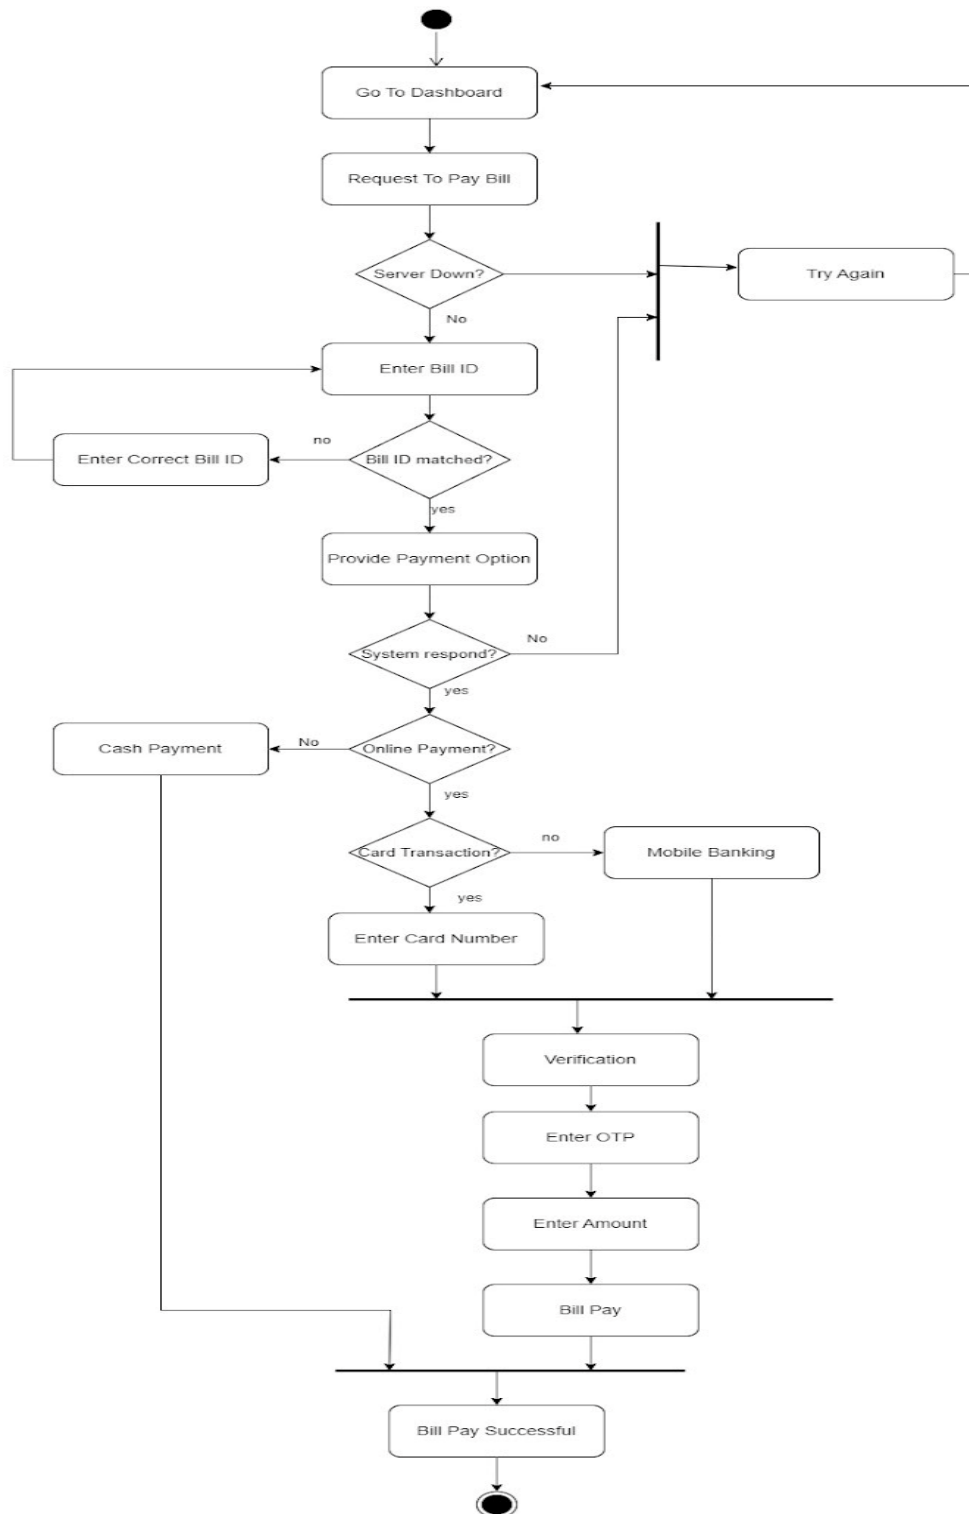 Go To Dashboard
Request To Pay Bill
Server Down?
Try Again
No
Enter Bill ID
no
Enter Correct Bill ID
Bill ID matched?
yes
Provide Payment Option
No
System respond?
yes
Cash Payment
No
Online Payment?
yes
no
Card Transaction?
Mobile Banking
yes
Enter Card Number
Verification
Enter OTP
Enter Amount
Bill Pay
Bill Pay Successful